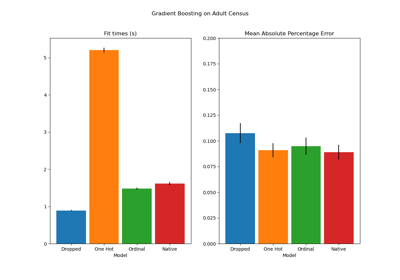 Gradient Boosting on Adult Census
Fit times (s)
Mean Absolute Percentage Error
5
4
3
2
1
0
Dropped
One Hot
Ordinal
Native
Model
0.200
0.175
0.150
0.125
0.100
0.075
0.050
0.025
0.000
Dropped
One Hot
Ordinal
Native
Model